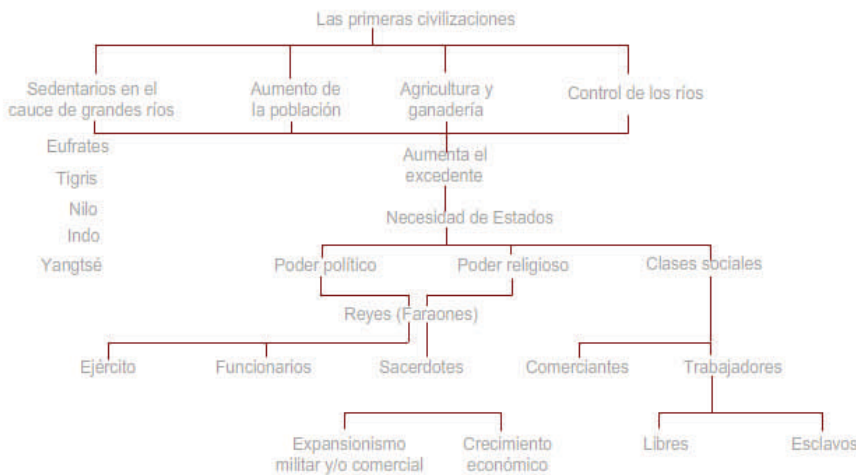 Las primeras civilizaciones
Sedentarios en el
cauce de grandes ríos
Aumento de
la población
Agricultura y
ganadería
Control de los ríos
Eufrates
Tigris
Nilo
Indo
Yangtsé
Aumenta el
excedente
Necesidad de Estados
Poder político
Poder religioso
Clases sociales
Reyes (Faraones)
Ejército
Funcionarios
Sacerdotes
Comerciantes
Trabajadores
Expansionismo
militar y/o comercial
Crecimiento
económico
Libres
Esclavos